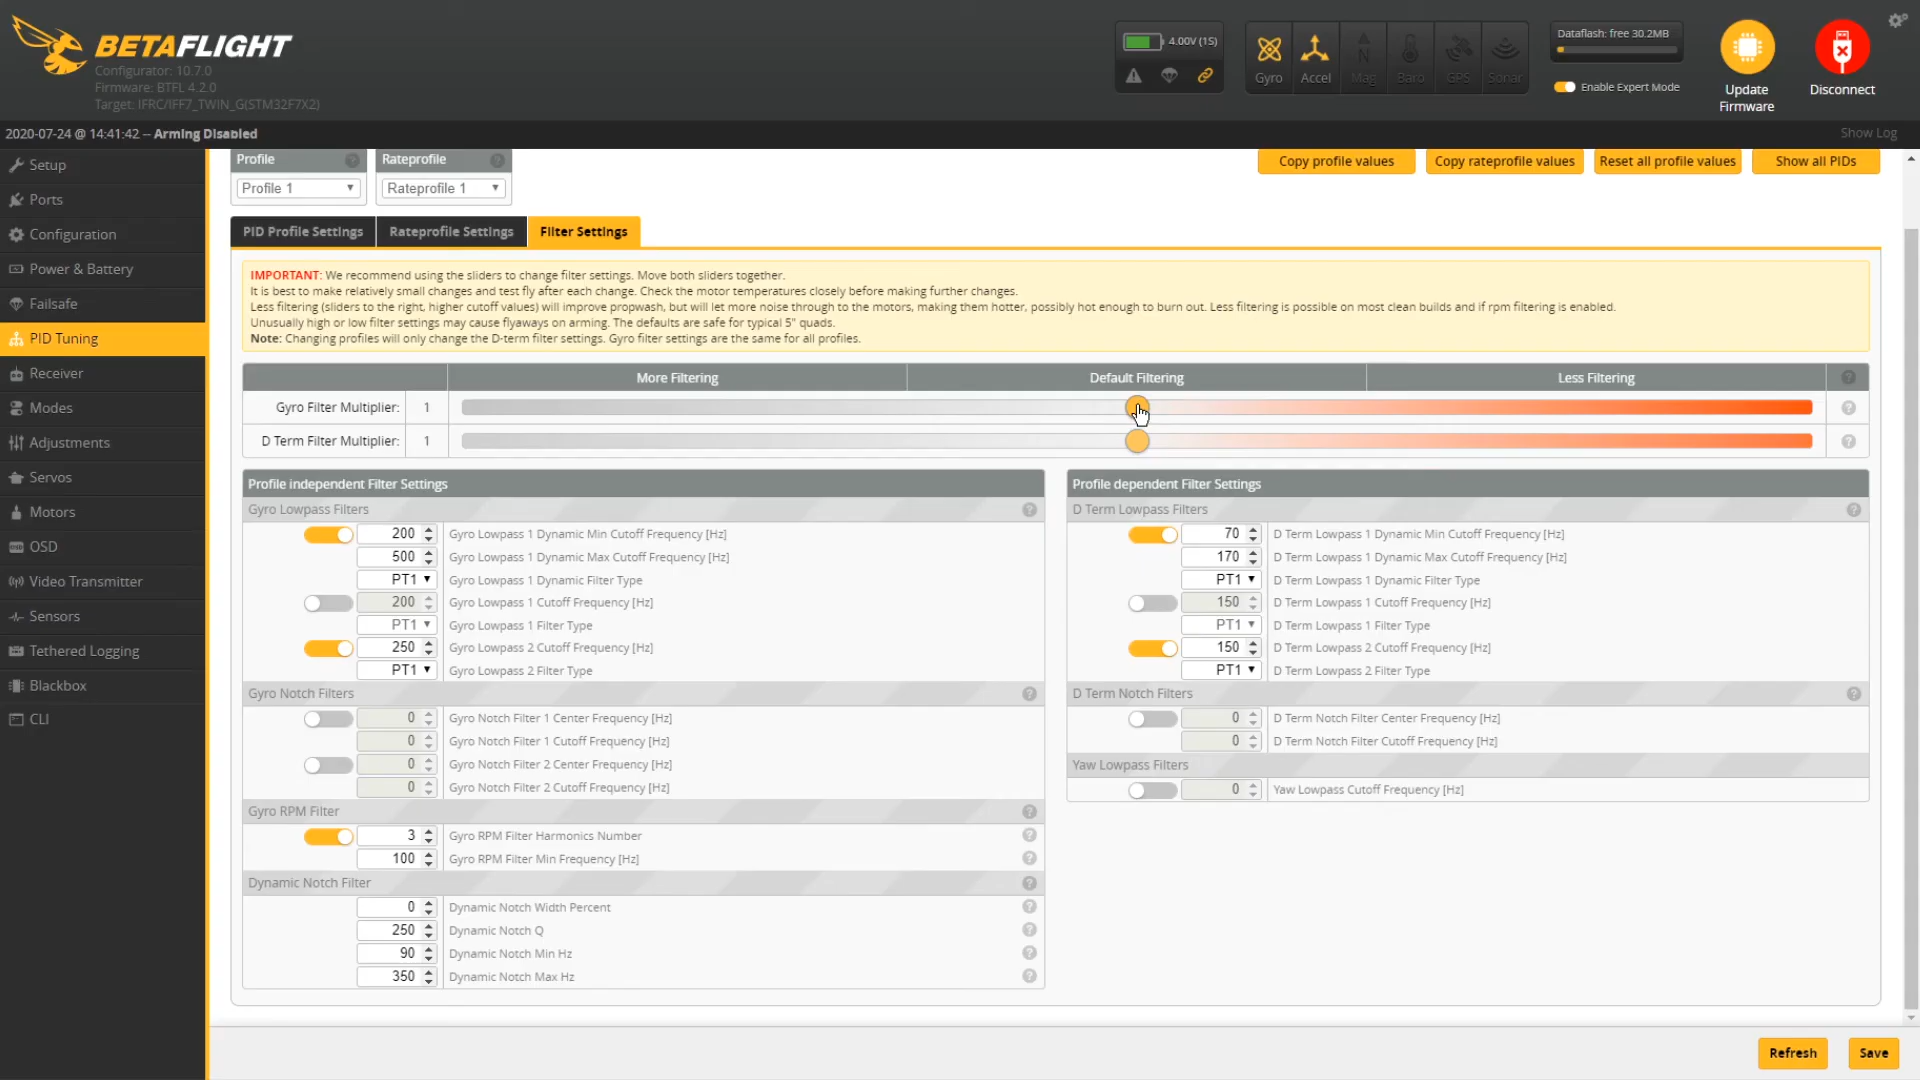 BETAFLIGHT
Configurator: 10.7.0
Firmware: BTFL 4.2.0
Target: IFRC/IFF7_TWIN_G(STM32F7X2)
4.00V (1S)
Gyro
Accel
Mag
Baro
GPS
Sonar
Dataflash: free 30.2MB
Enable Expert Mode
Update
Firmware
Disconnect
2020-07-24 @ 14:41:42 -- Arming Disabled
Show Log
Setup
Ports
Configuration
Power & Battery
Failsafe
PID Tuning
Receiver
Modes
Adjustments
Servos
Motors
OSD
Video Transmitter
Sensors
Tethered Logging
Blackbox
CLI
Profile
Rateprofile
Profile 1
Rateprofile 1
Copy profile values
Copy rateprofile values
Reset all profile values
Show all PIDs
PID Profile Settings
Rateprofile Settings
Filter Settings
IMPORTANT: We recommend using the sliders to change filter settings. Move both sliders together.
It is best to make relatively small changes and test fly after each change. Check the motor temperatures closely before making further changes.
Less filtering (sliders to the right, higher cutoff values) will improve propwash, but will let more noise through to the motors, making them hotter, possibly hot enough to burn out. Less filtering is possible on most clean builds and if rpm filtering is enabled.
Unusually high or low filter settings may cause flyaways on arming. The defaults are safe for typical 5" quads.
Note: Changing profiles will only change the D-term filter settings. Gyro filter settings are the same for all profiles.
More Filtering
Default Filtering
Less Filtering
Gyro Filter Multiplier: 1
D Term Filter Multiplier: 1
Profile independent Filter Settings
Gyro Lowpass Filters
200 Gyro Lowpass 1 Dynamic Min Cutoff Frequency [Hz]
500 Gyro Lowpass 1 Dynamic Max Cutoff Frequency [Hz]
PT1 Gyro Lowpass 1 Dynamic Filter Type
200 Gyro Lowpass 1 Cutoff Frequency [Hz]
PT1 Gyro Lowpass 1 Filter Type
250 Gyro Lowpass 2 Cutoff Frequency [Hz]
PT1 Gyro Lowpass 2 Filter Type
Gyro Notch Filters
0 Gyro Notch Filter 1 Center Frequency [Hz]
0 Gyro Notch Filter 1 Cutoff Frequency [Hz]
0 Gyro Notch Filter 2 Center Frequency [Hz]
0 Gyro Notch Filter 2 Cutoff Frequency [Hz]
Gyro RPM Filter
3 Gyro RPM Filter Harmonics Number
100 Gyro RPM Filter Min Frequency [Hz]
Dynamic Notch Filter
0 Dynamic Notch Width Percent
250 Dynamic Notch Q
90 Dynamic Notch Min Hz
350 Dynamic Notch Max Hz
Profile dependent Filter Settings
D Term Lowpass Filters
70 D Term Lowpass 1 Dynamic Min Cutoff Frequency [Hz]
170 D Term Lowpass 1 Dynamic Max Cutoff Frequency [Hz]
PT1 D Term Lowpass 1 Dynamic Filter Type
150 D Term Lowpass 1 Cutoff Frequency [Hz]
PT1 D Term Lowpass 1 Filter Type
150 D Term Lowpass 2 Cutoff Frequency [Hz]
PT1 D Term Lowpass 2 Filter Type
D Term Notch Filters
0 D Term Notch Filter Center Frequency [Hz]
0 D Term Notch Filter Cutoff Frequency [Hz]
Yaw Lowpass Filters
0 Yaw Lowpass Cutoff Frequency [Hz]
Refresh
Save